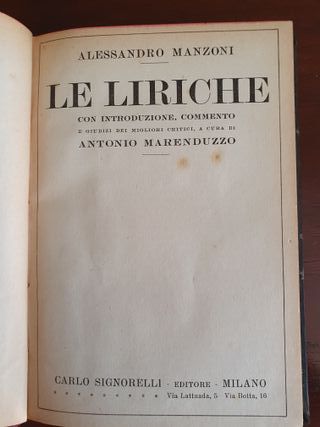 ALESSANDRO MANZONI
LE LIRICHE
CON INTRODUZIONE, COMMENTO
E GIUDIZI DEI MIGLIORI CRITICI, A CURA DI
ANTONIO MARENDUZZO
CARLO SIGNORELLI - EDITORE - MILANO
Via Lattuada, 5 Via Botta, 16